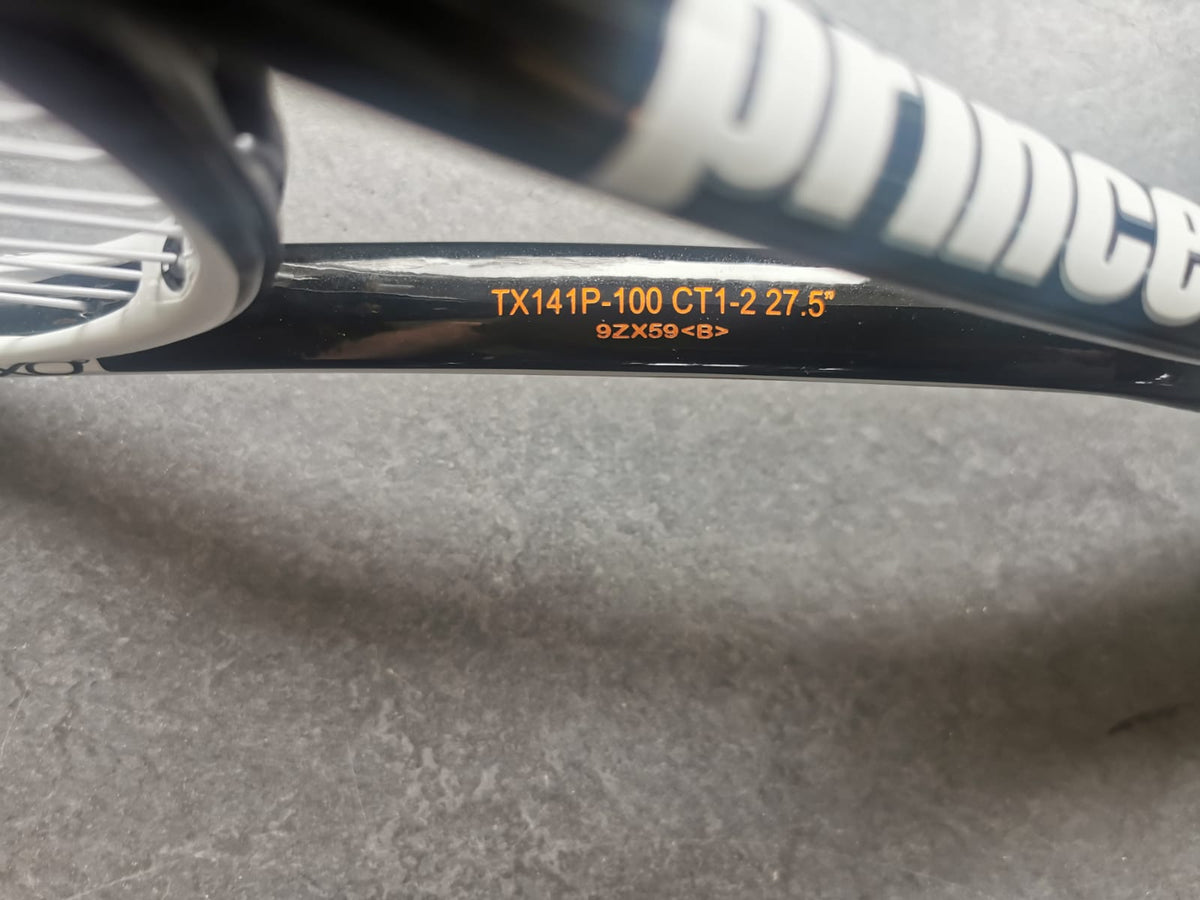 prince
TX141P-100 CT1-2 27.5"
9ZX59<B>